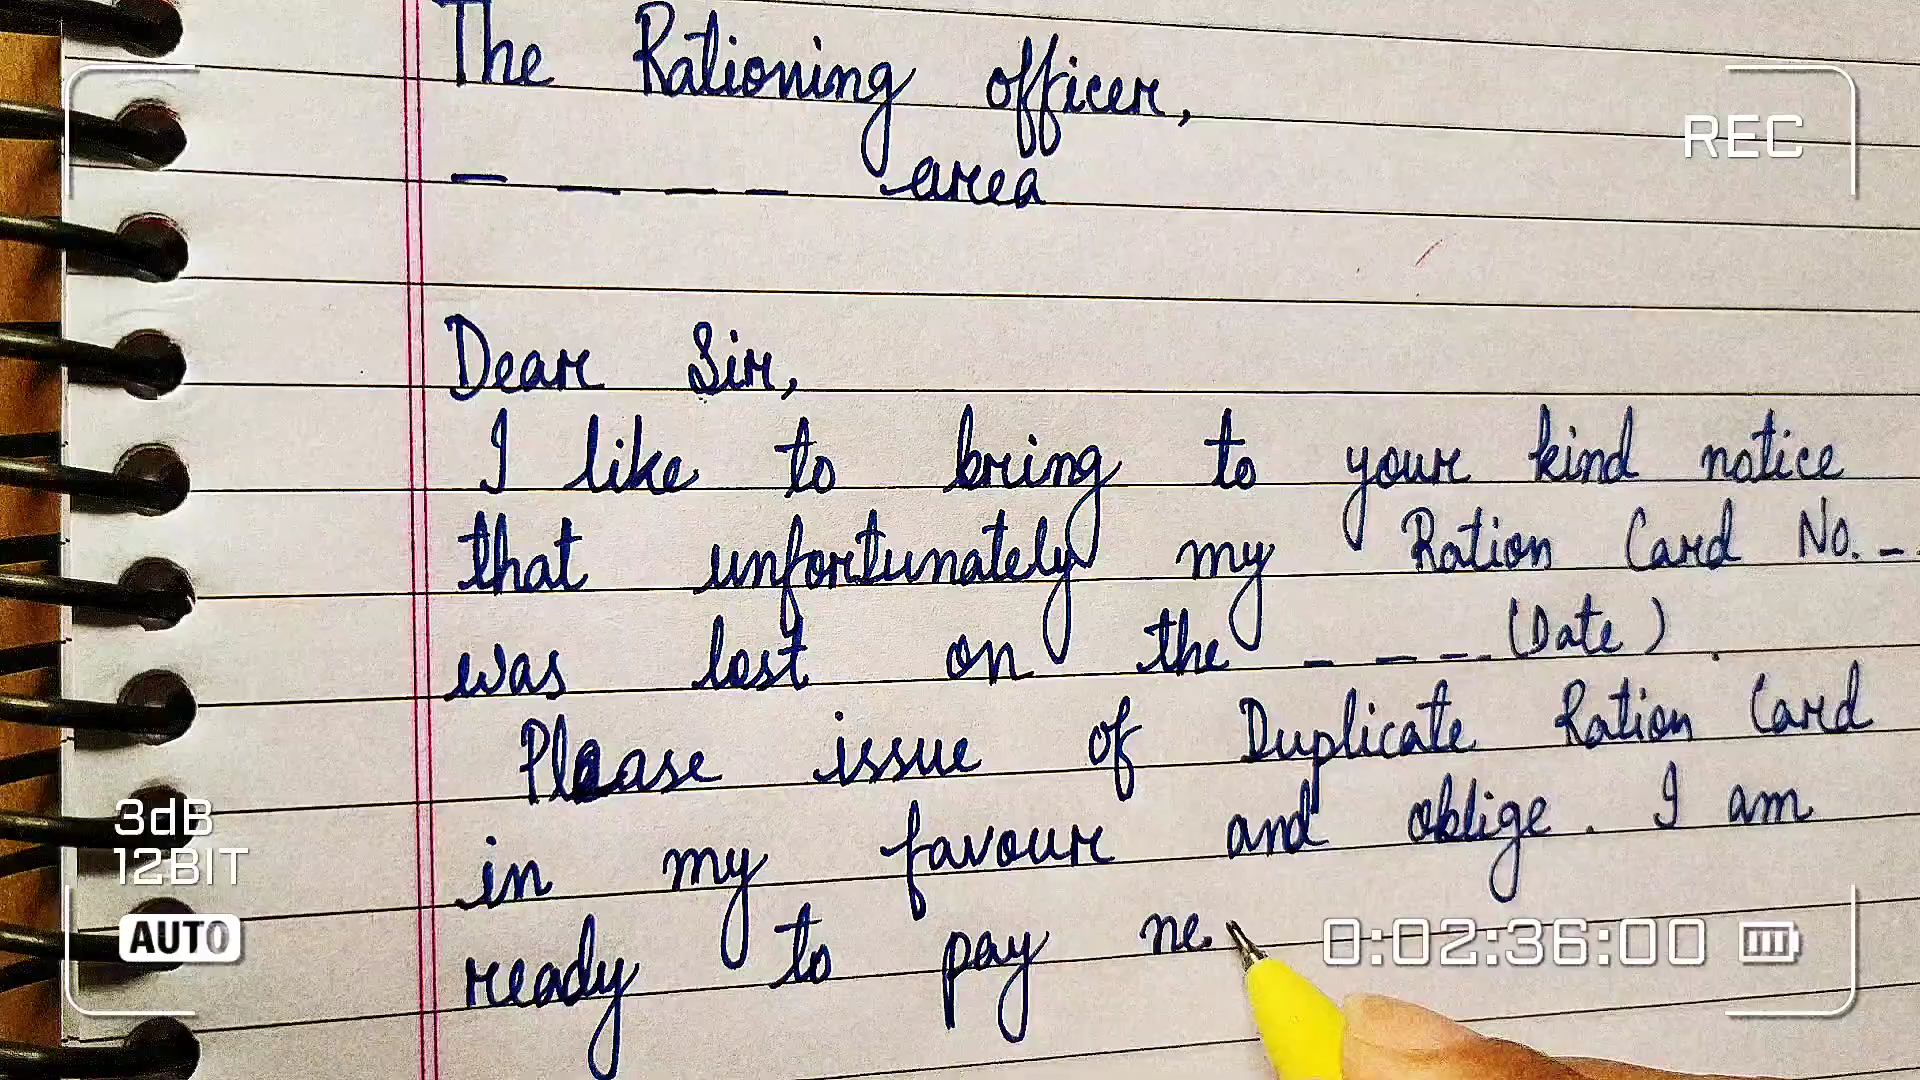 The Rationing officer,
_ _ _ _ area
Dear Sir,
I like to bring to your kind notice
that unfortunately my Ration Card No. _
was lost on the _ _ _ _ (Date).
Please issue of Duplicate Ration Card
in my favour and oblige. I am
ready to pay ne
REC
3dB
12BIT
AUTO
0:02:36:00